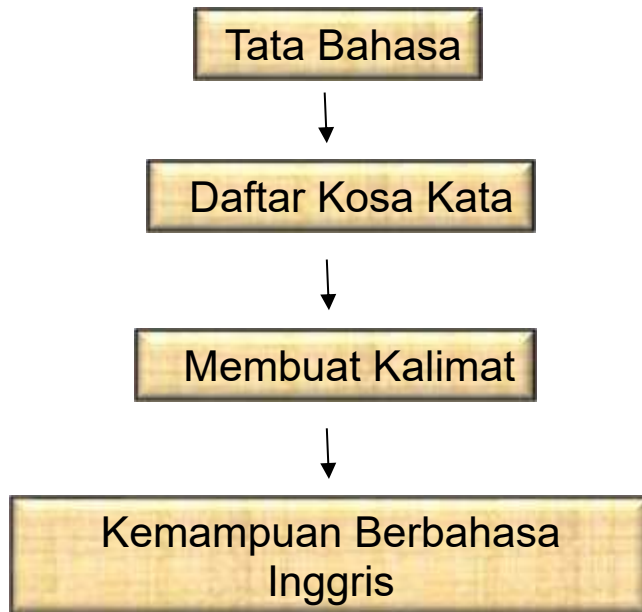 Tata Bahasa
Daftar Kosa Kata
Membuat Kalimat
Kemampuan Berbahasa
Inggris